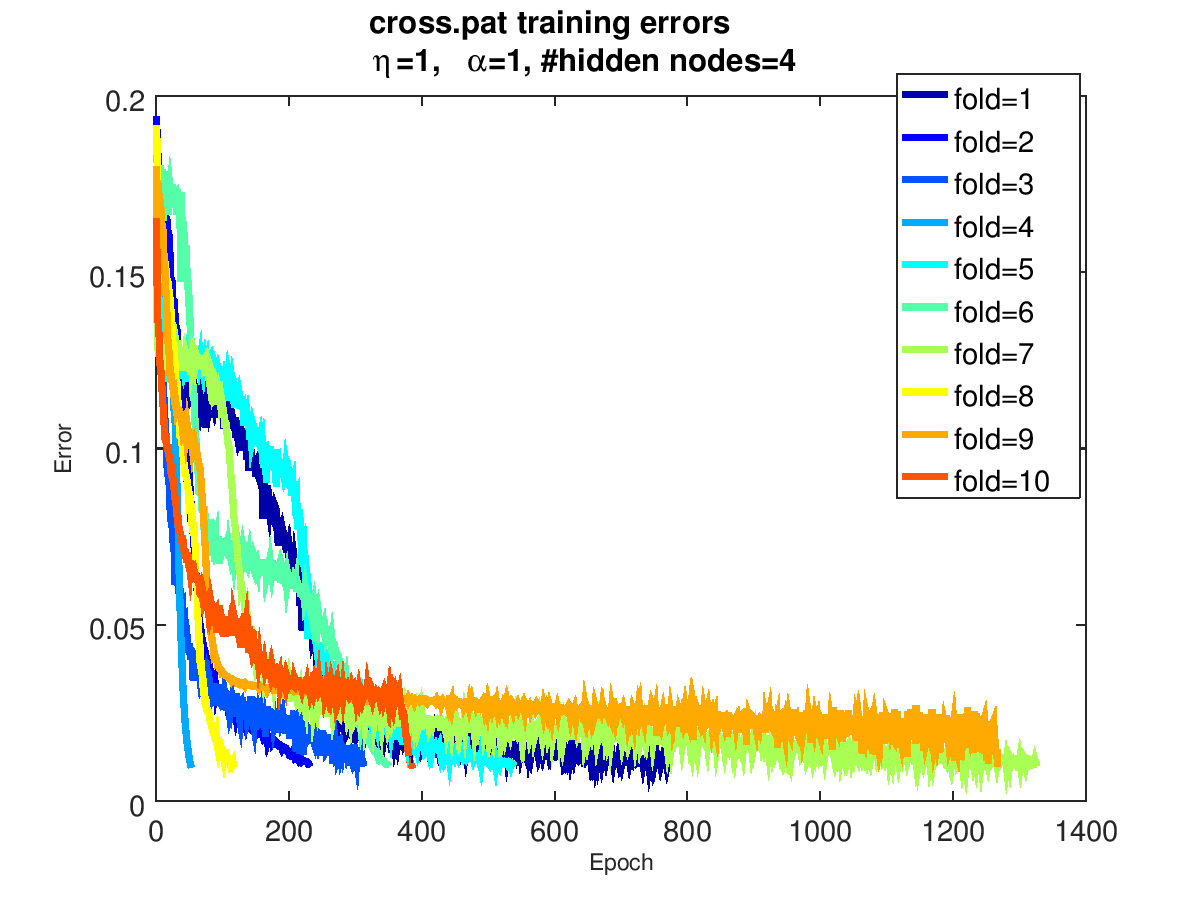 cross.pat training errors
η=1, α=1, #hidden nodes=4
fold=1
fold=2
fold=3
fold=4
fold=5
fold=6
fold=7
fold=8
fold=9
fold=10
0.2
0.15
0.1
0.05
0
Error
0 200 400 600 800 1000 1200 1400
Epoch